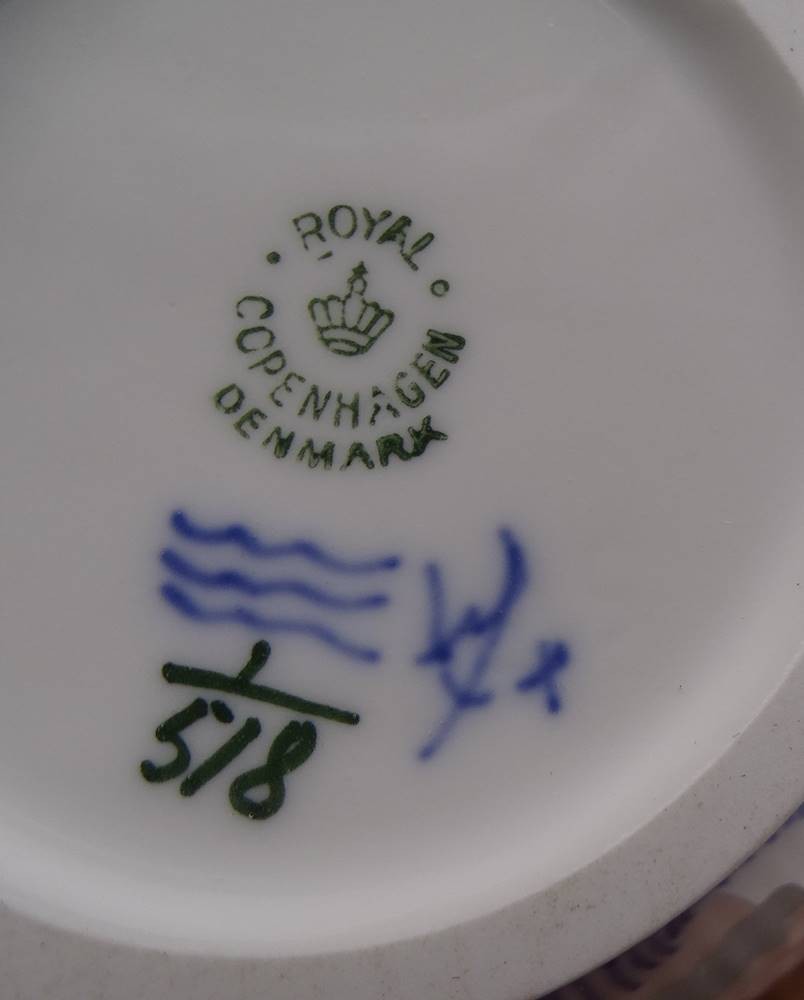 ROYAL
COPENHAGEN
DENMARK
1
518